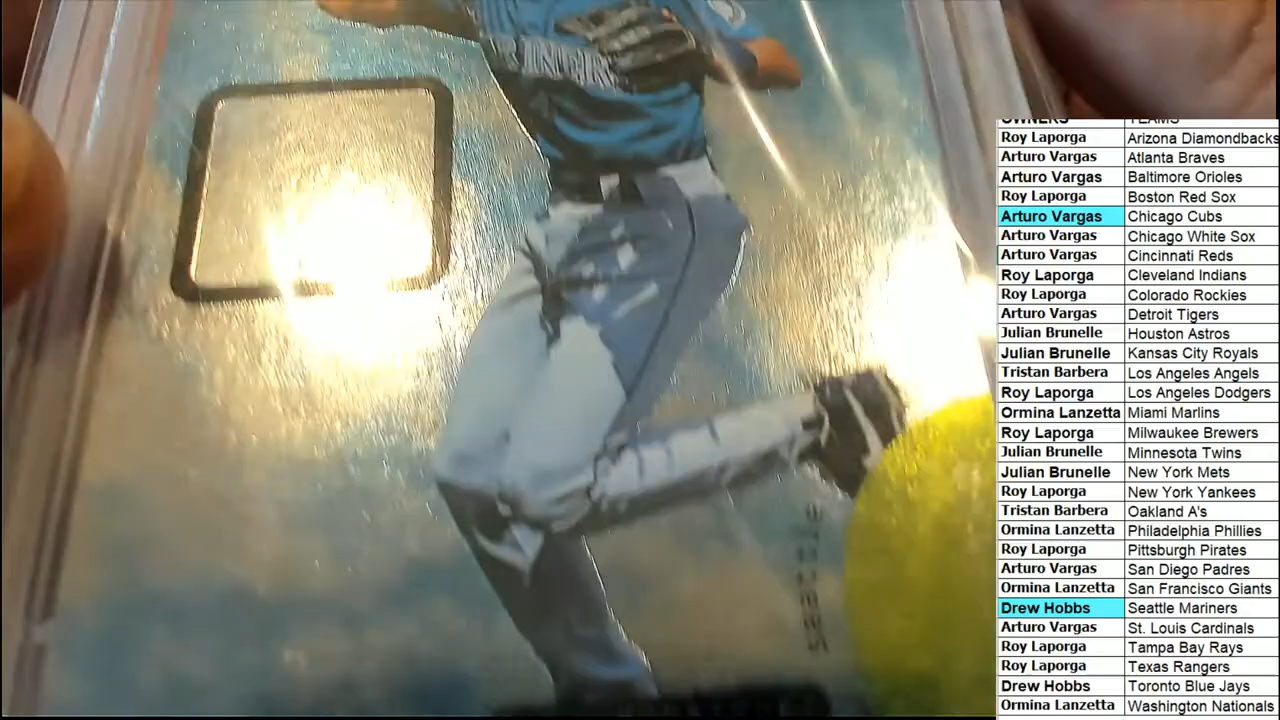 OWNERS TEAMS
Roy Laporga Arizona Diamondbacks
Arturo Vargas Atlanta Braves
Arturo Vargas Baltimore Orioles
Roy Laporga Boston Red Sox
Arturo Vargas Chicago Cubs
Arturo Vargas Chicago White Sox
Arturo Vargas Cincinnati Reds
Roy Laporga Cleveland Indians
Roy Laporga Colorado Rockies
Arturo Vargas Detroit Tigers
Julian Brunelle Houston Astros
Julian Brunelle Kansas City Royals
Tristan Barbera Los Angeles Angels
Roy Laporga Los Angeles Dodgers
Ormina Lanzetta Miami Marlins
Roy Laporga Milwaukee Brewers
Julian Brunelle Minnesota Twins
Julian Brunelle New York Mets
Roy Laporga New York Yankees
Tristan Barbera Oakland A's
Ormina Lanzetta Philadelphia Phillies
Roy Laporga Pittsburgh Pirates
Arturo Vargas San Diego Padres
Ormina Lanzetta San Francisco Giants
Drew Hobbs Seattle Mariners
Arturo Vargas St. Louis Cardinals
Roy Laporga Tampa Bay Rays
Roy Laporga Texas Rangers
Drew Hobbs Toronto Blue Jays
Ormina Lanzetta Washington Nationals